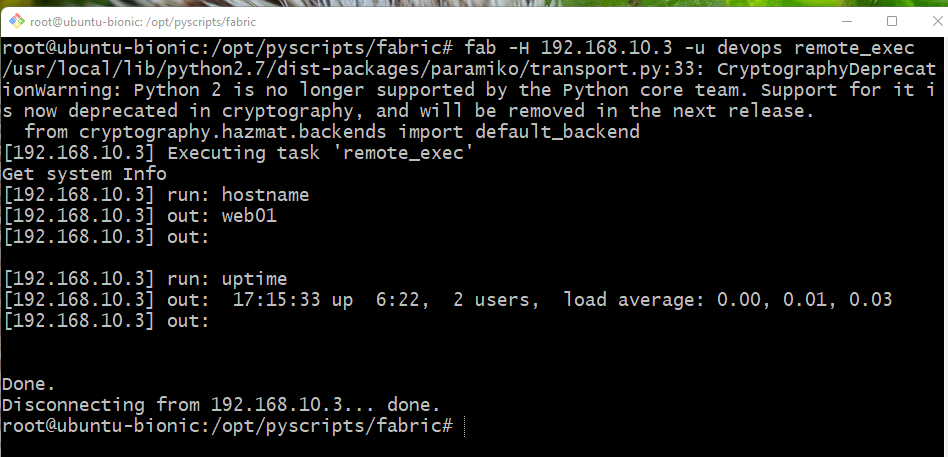 root@ubuntu-bionic: /opt/pyscripts/fabric
root@ubuntu-bionic:/opt/pyscripts/fabric# fab -H 192.168.10.3 -u devops remote_exec
/usr/local/lib/python2.7/dist-packages/paramiko/transport.py:33: CryptographyDeprecat
ionWarning: Python 2 is no longer supported by the Python core team. Support for it i
s now deprecated in cryptography, and will be removed in the next release.
  from cryptography.hazmat.backends import default_backend
[192.168.10.3] Executing task 'remote_exec'
Get system Info
[192.168.10.3] run: hostname
[192.168.10.3] out: web01
[192.168.10.3] out:
[192.168.10.3] run: uptime
[192.168.10.3] out:  17:15:33 up  6:22,  2 users,  load average: 0.00, 0.01, 0.03
[192.168.10.3] out:
Done.
Disconnecting from 192.168.10.3... done.
root@ubuntu-bionic:/opt/pyscripts/fabric#